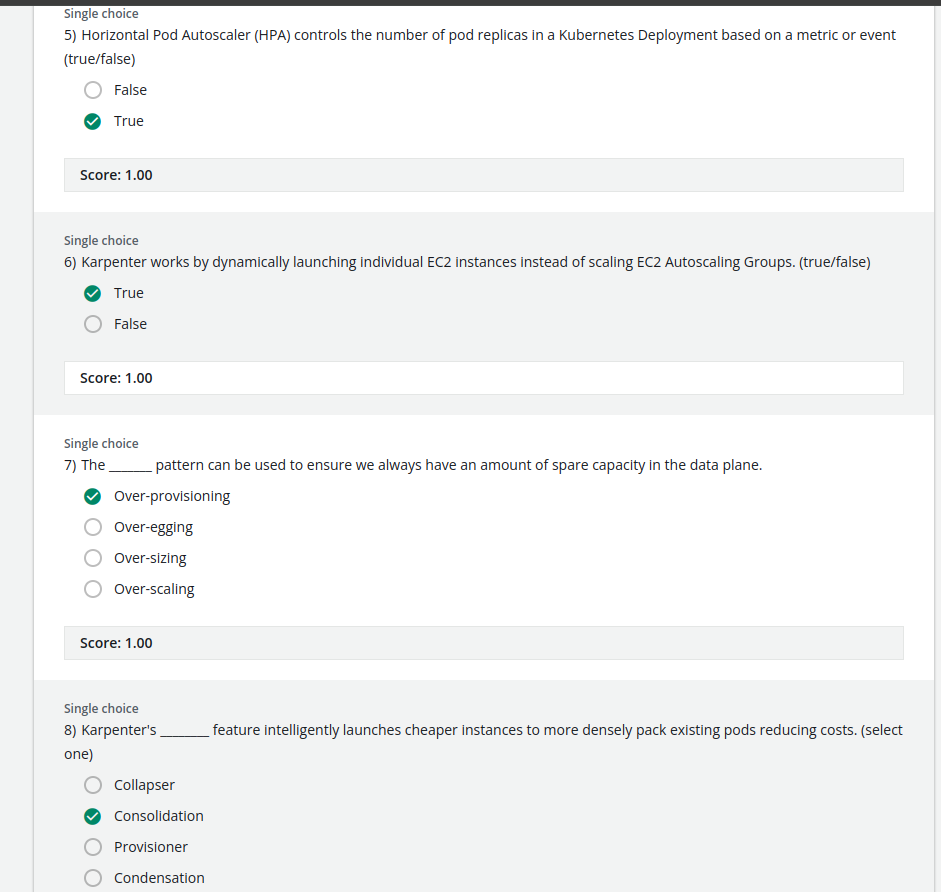 Single choice
5) Horizontal Pod Autoscaler (HPA) controls the number of pod replicas in a Kubernetes Deployment based on a metric or event
(true/false)
False
True
Score: 1.00
Single choice
6) Karpenter works by dynamically launching individual EC2 instances instead of scaling EC2 Autoscaling Groups. (true/false)
True
False
Score: 1.00
Single choice
7) The ______ pattern can be used to ensure we always have an amount of spare capacity in the data plane.
Over-provisioning
Over-egging
Over-sizing
Over-scaling
Score: 1.00
Single choice
8) Karpenter's _______ feature intelligently launches cheaper instances to more densely pack existing pods reducing costs. (select
one)
Collapser
Consolidation
Provisioner
Condensation